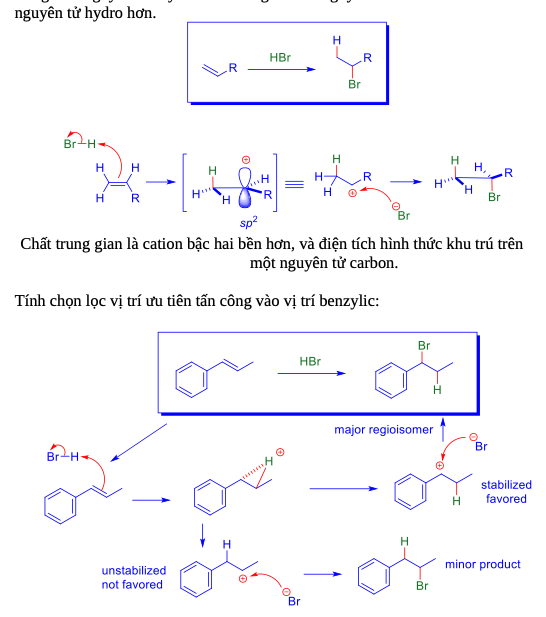 nguyên tử hydro hơn.
H
HBr
R
R
Br
Br–H
H
H
H
R
⊕
H
H
H
H
R
sp²
H
H
H
R
⊕
⊖
Br
H
H
H
H
R
Br
Chất trung gian là cation bậc hai bền hơn, và điện tích hình thức khu trú trên
một nguyên tử carbon.
Tính chọn lọc vị trí ưu tiên tấn công vào vị trí benzylic:
Br
HBr
H
major regioisomer
⊖
Br
Br–H
H
⊕
⊕
H
stabilized
favored
unstabilized
not favored
H
⊕
⊖
Br
H
Br
minor product